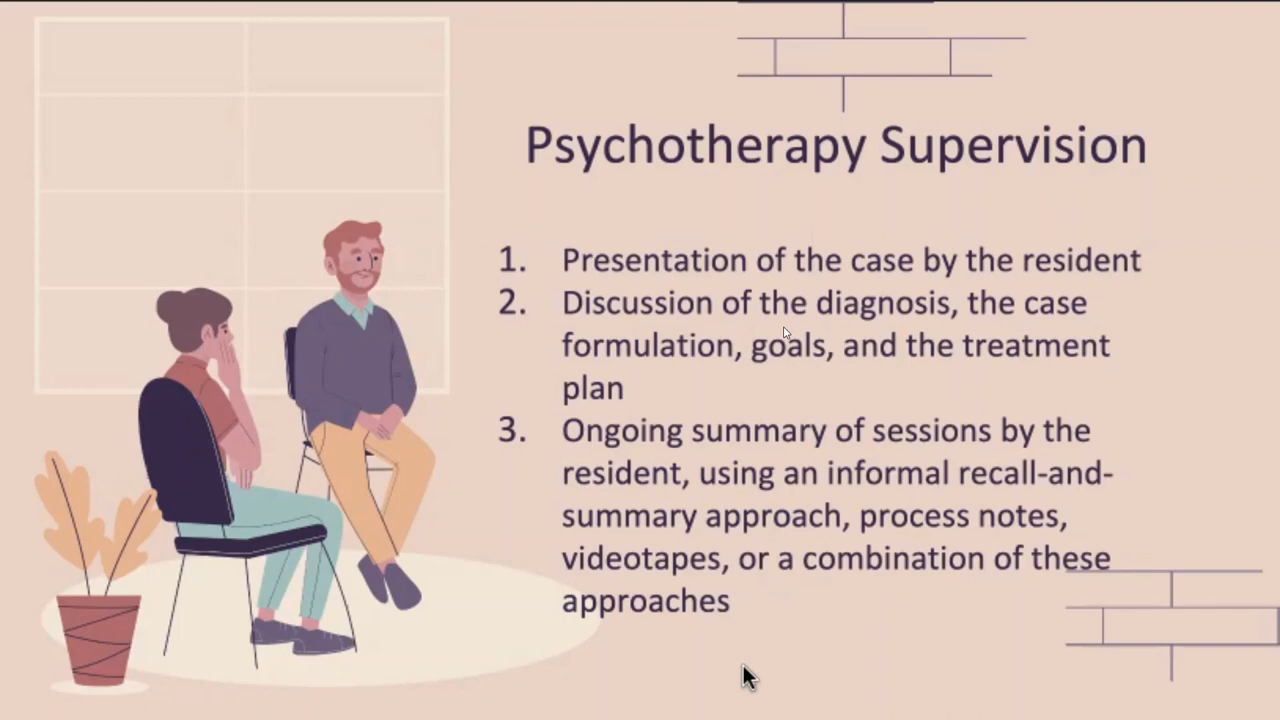 Psychotherapy Supervision
1. Presentation of the case by the resident
2. Discussion of the diagnosis, the case
formulation, goals, and the treatment
plan
3. Ongoing summary of sessions by the
resident, using an informal recall-and-
summary approach, process notes,
videotapes, or a combination of these
approaches